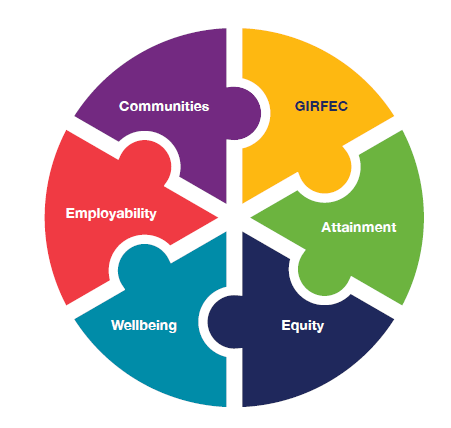 Communities
GIRFEC
Employability
Attainment
Wellbeing
Equity